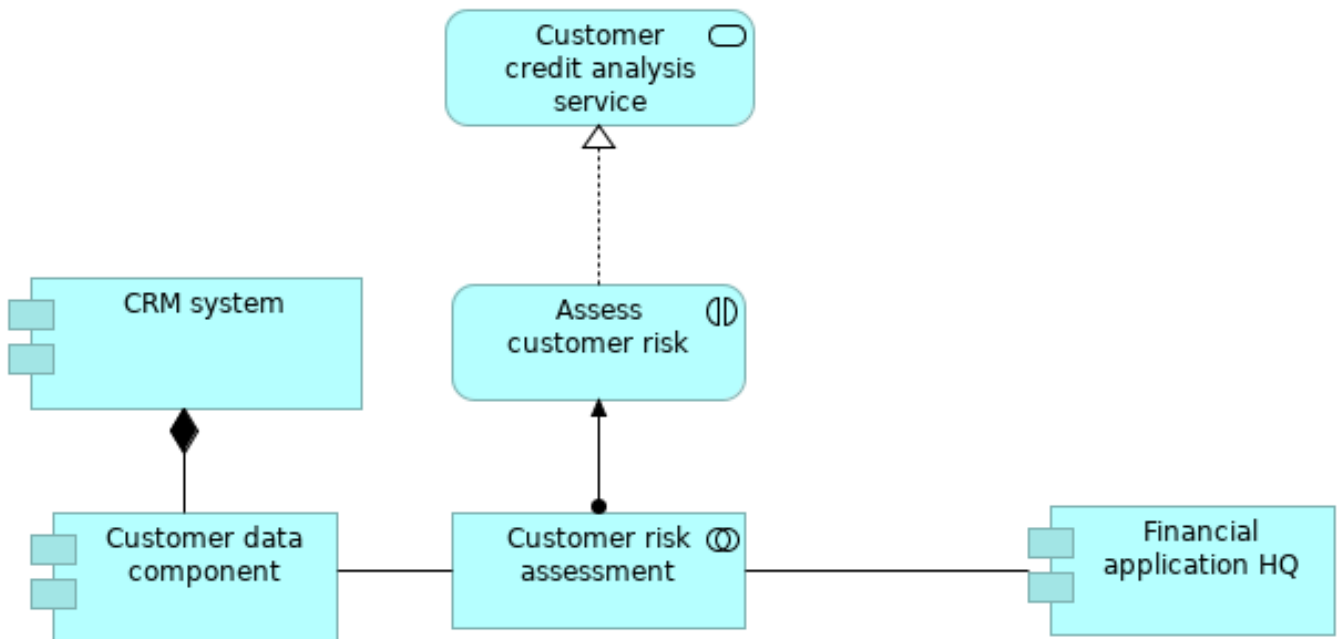 Customer
credit analysis
service
CRM system
Assess
customer risk
Customer data
component
Customer risk
assessment
Financial
application HQ